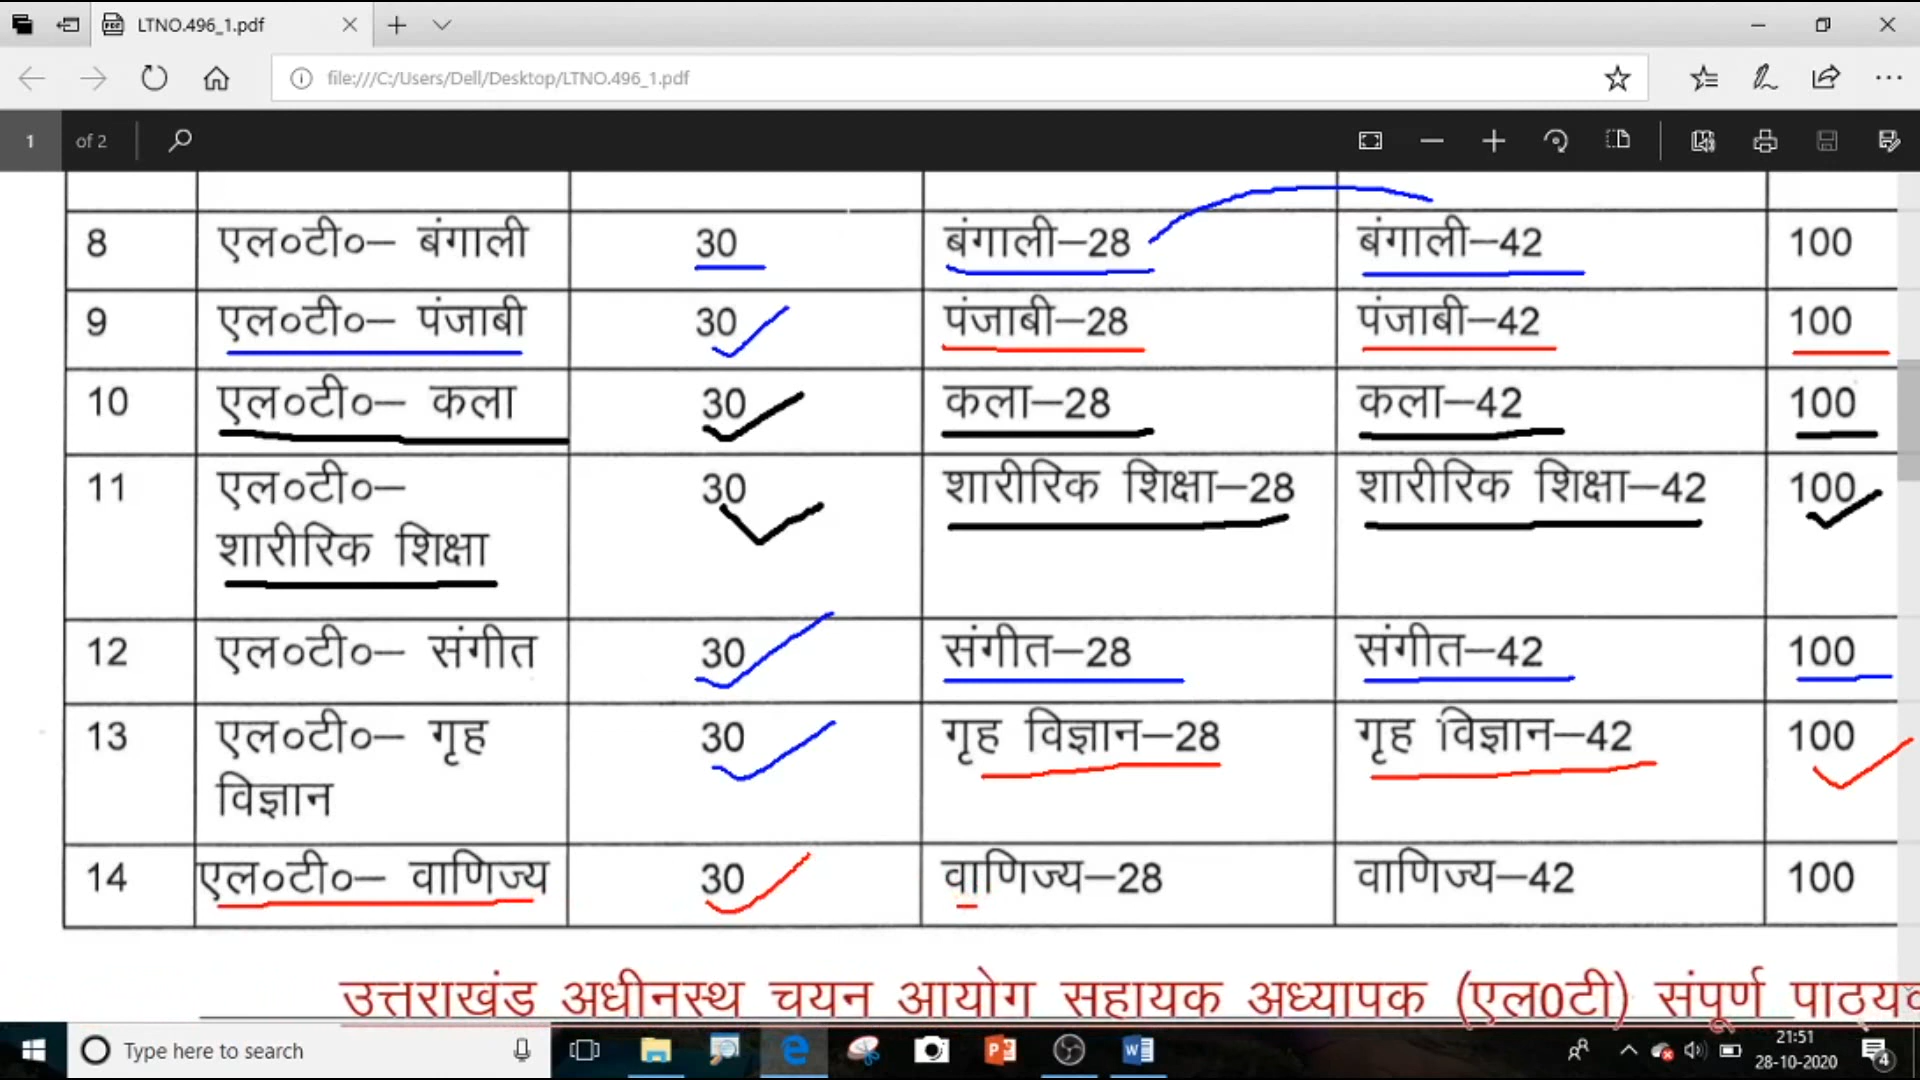 LTNO.496_1.pdf
file:///C:/Users/Dell/Desktop/LTNO.496_1.pdf
1 of 2
8 एल०टी०— बंगाली 30 बंगाली—28 बंगाली—42 100
9 एल०टी०— पंजाबी 30 पंजाबी—28 पंजाबी—42 100
10 एल०टी०— कला 30 कला—28 कला—42 100
11 एल०टी०— 30 शारीरिक शिक्षा—28 शारीरिक शिक्षा—42 100
शारीरिक शिक्षा
12 एल०टी०— संगीत 30 संगीत—28 संगीत—42 100
13 एल०टी०— गृह 30 गृह विज्ञान—28 गृह विज्ञान—42 100
विज्ञान
14 एल०टी०— वाणिज्य 30 वाणिज्य—28 वाणिज्य—42 100
उत्तराखंड अधीनस्थ चयन आयोग सहायक अध्यापक (एल0टी) संपूर्ण
Type here to search
21:51
28-10-2020
4